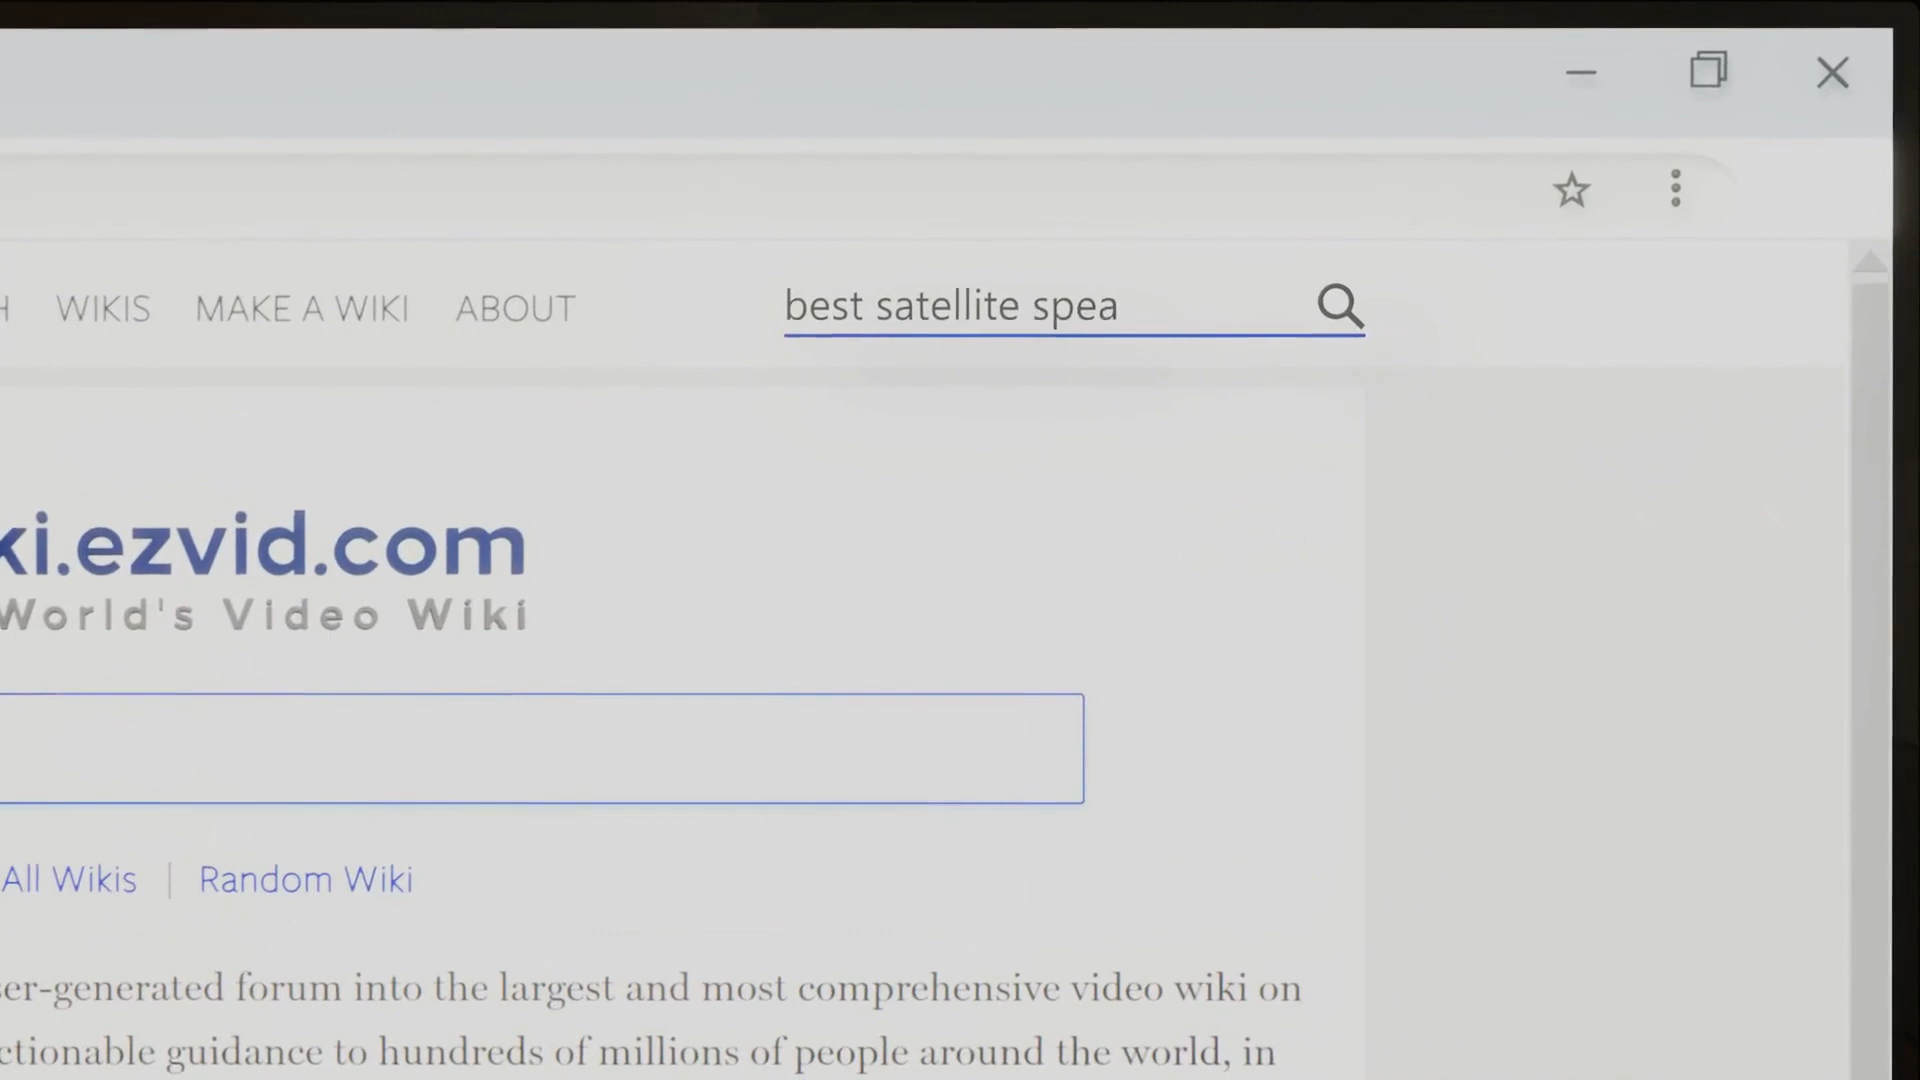 WIKIS MAKE A WIKI ABOUT best satellite spea
ki.ezvid.com
World's Video Wiki
All Wikis | Random Wiki
ser-generated forum into the largest and most comprehensive video wiki on
ctionable guidance to hundreds of millions of people around the world, in